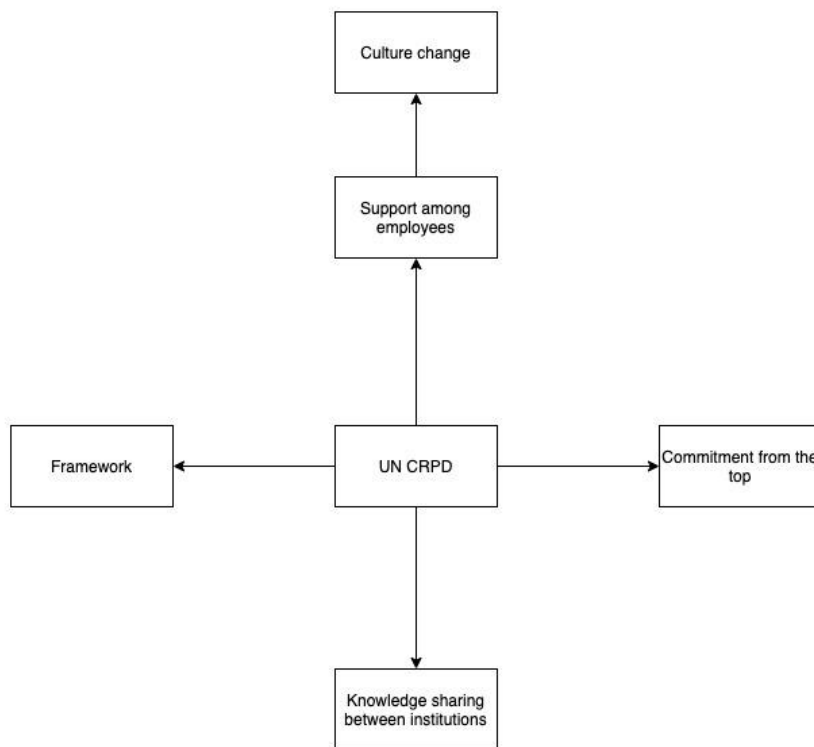 Culture change
Support among
employees
Framework
UN CRPD
Commitment from the
top
Knowledge sharing
between institutions